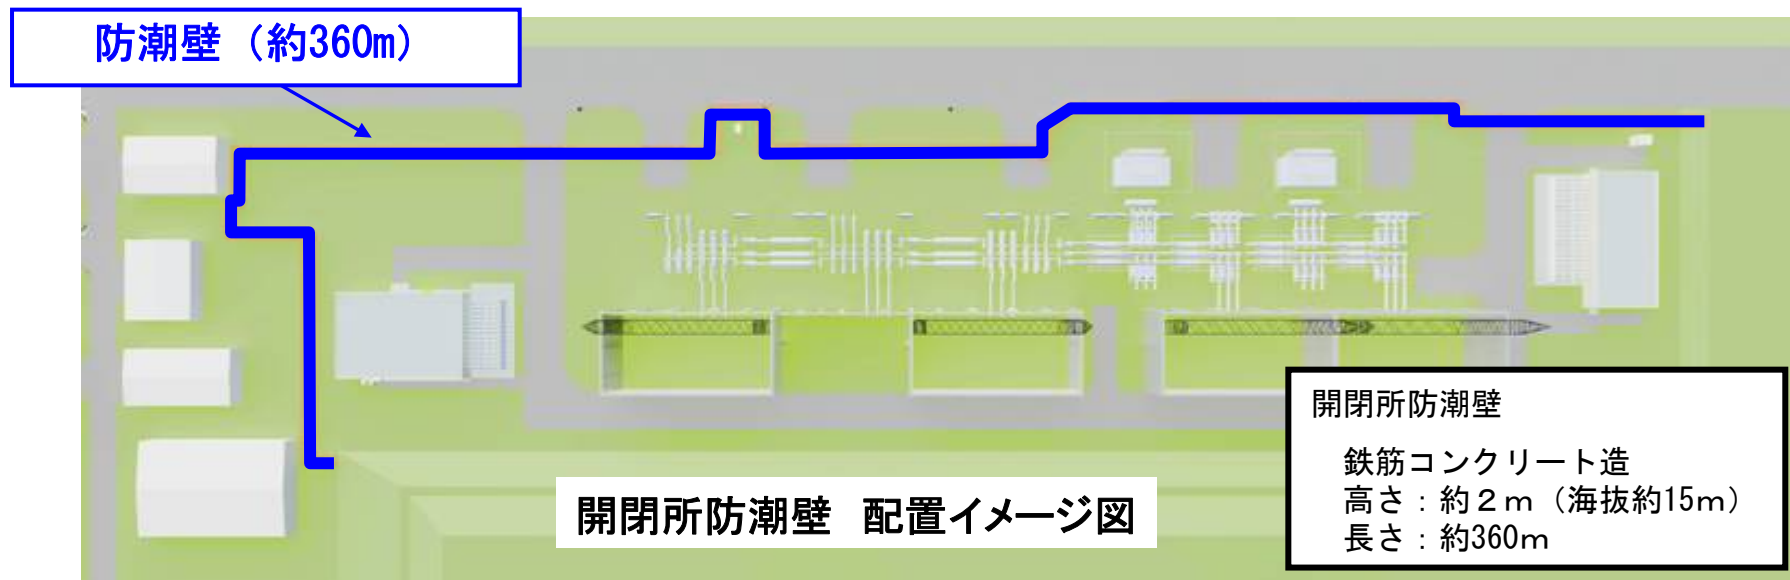 防潮壁（約360m）
開閉所防潮壁
鉄筋コンクリート造
高さ：約２ｍ（海抜約15ｍ）
長さ：約360ｍ
開閉所防潮壁　配置イメージ図